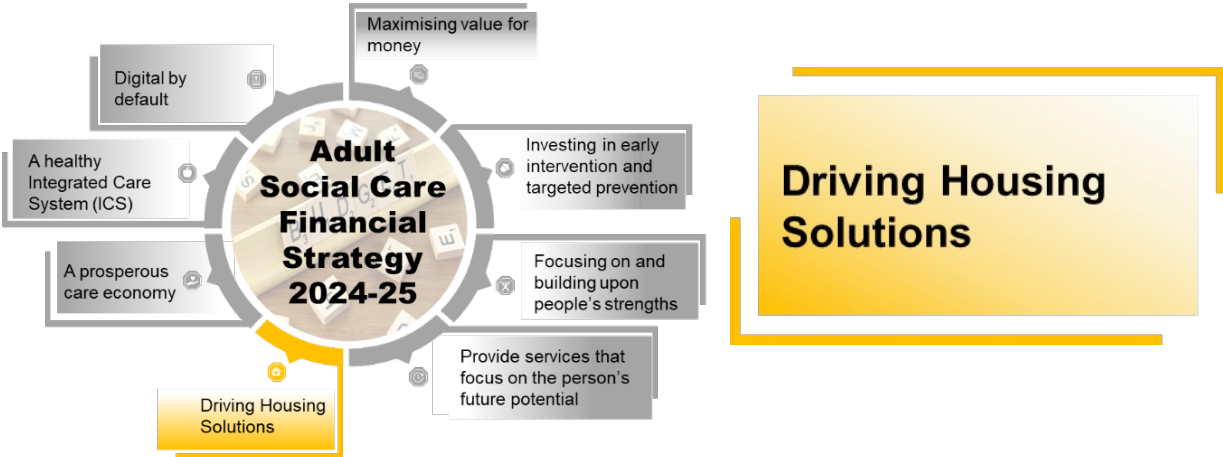 Maximising value for
money
Digital by
default
Investing in early
intervention and
targeted prevention
A healthy
Integrated Care
System (ICS)
Adult
Social Care
Financial
Strategy
2024-25
BUDGET
Focusing on and
building upon
people's strengths
A prosperous
care economy
Provide services that
focus on the person's
future potential
Driving Housing
Solutions
Driving Housing
Solutions